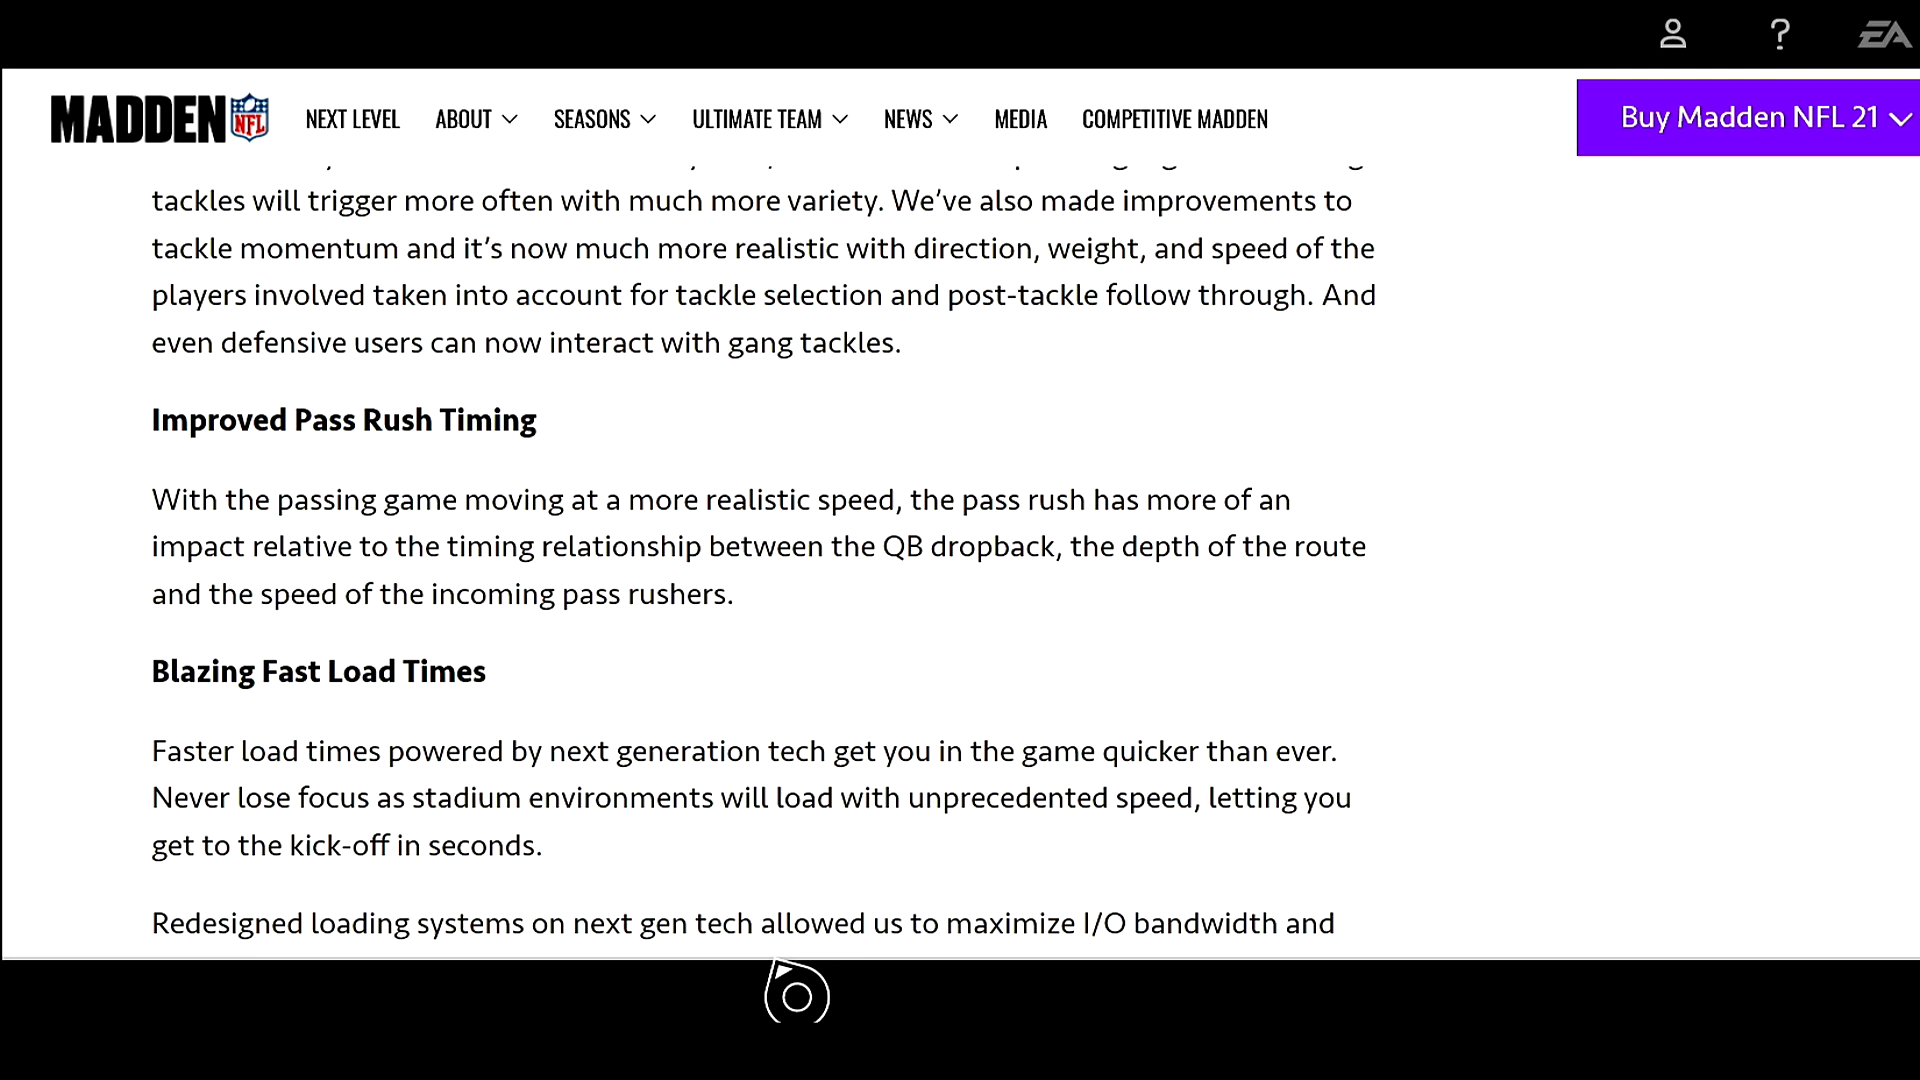 MADDEN NFL NEXT LEVEL ABOUT SEASONS ULTIMATE TEAM NEWS MEDIA COMPETITIVE MADDEN Buy Madden NFL 21
EA
tackles will trigger more often with much more variety. We’ve also made improvements to
tackle momentum and it’s now much more realistic with direction, weight, and speed of the
players involved taken into account for tackle selection and post-tackle follow through. And
even defensive users can now interact with gang tackles.
Improved Pass Rush Timing
With the passing game moving at a more realistic speed, the pass rush has more of an
impact relative to the timing relationship between the QB dropback, the depth of the route
and the speed of the incoming pass rushers.
Blazing Fast Load Times
Faster load times powered by next generation tech get you in the game quicker than ever.
Never lose focus as stadium environments will load with unprecedented speed, letting you
get to the kick-off in seconds.
Redesigned loading systems on next gen tech allowed us to maximize I/O bandwidth and